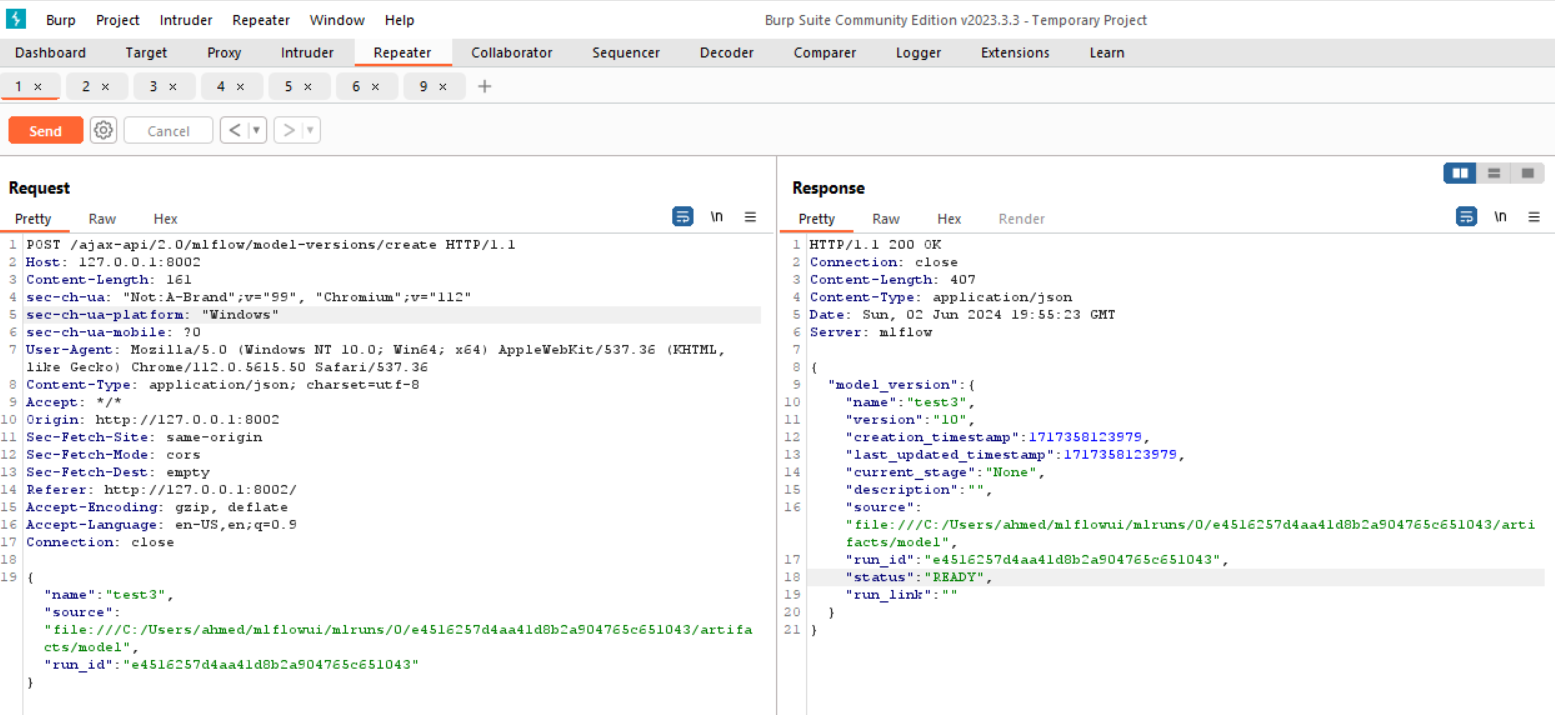 Burp Project Intruder Repeater Window Help Burp Suite Community Edition v2023.3.3 - Temporary Project
Dashboard Target Proxy Intruder Repeater Collaborator Sequencer Decoder Comparer Logger Extensions Learn
1 × 2 × 3 × 4 × 5 × 6 × 9 × +
Send Cancel < ▾ > ▾
Request
Pretty Raw Hex \n
1 POST /ajax-api/2.0/mlflow/model-versions/create HTTP/1.1
2 Host: 127.0.0.1:8002
3 Content-Length: 161
4 sec-ch-ua: "Not:A-Brand";v="99", "Chromium";v="112"
5 sec-ch-ua-platform: "Windows"
6 sec-ch-ua-mobile: ?0
7 User-Agent: Mozilla/5.0 (Windows NT 10.0; Win64; x64) AppleWebKit/537.36 (KHTML,
like Gecko) Chrome/112.0.5615.50 Safari/537.36
8 Content-Type: application/json; charset=utf-8
9 Accept: */*
10 Origin: http://127.0.0.1:8002
11 Sec-Fetch-Site: same-origin
12 Sec-Fetch-Mode: cors
13 Sec-Fetch-Dest: empty
14 Referer: http://127.0.0.1:8002/
15 Accept-Encoding: gzip, deflate
16 Accept-Language: en-US,en;q=0.9
17 Connection: close
18
19 {
"name":"test3",
"source":
"file:///C:/Users/ahmed/mlflowui/mlruns/0/e4516257d4aa41d8b2a904765c651043/artifa
cts/model",
"run_id":"e4516257d4aa41d8b2a904765c651043"
}
Response
Pretty Raw Hex Render \n
1 HTTP/1.1 200 OK
2 Connection: close
3 Content-Length: 407
4 Content-Type: application/json
5 Date: Sun, 02 Jun 2024 19:55:23 GMT
6 Server: mlflow
7
8 {
9 "model_version":{
10 "name":"test3",
11 "version":"10",
12 "creation_timestamp":1717358123979,
13 "last_updated_timestamp":1717358123979,
14 "current_stage":"None",
15 "description":"",
16 "source":
"file:///C:/Users/ahmed/mlflowui/mlruns/0/e4516257d4aa41d8b2a904765c651043/arti
facts/model",
17 "run_id":"e4516257d4aa41d8b2a904765c651043",
18 "status":"READY",
19 "run_link":""
20 }
21 }